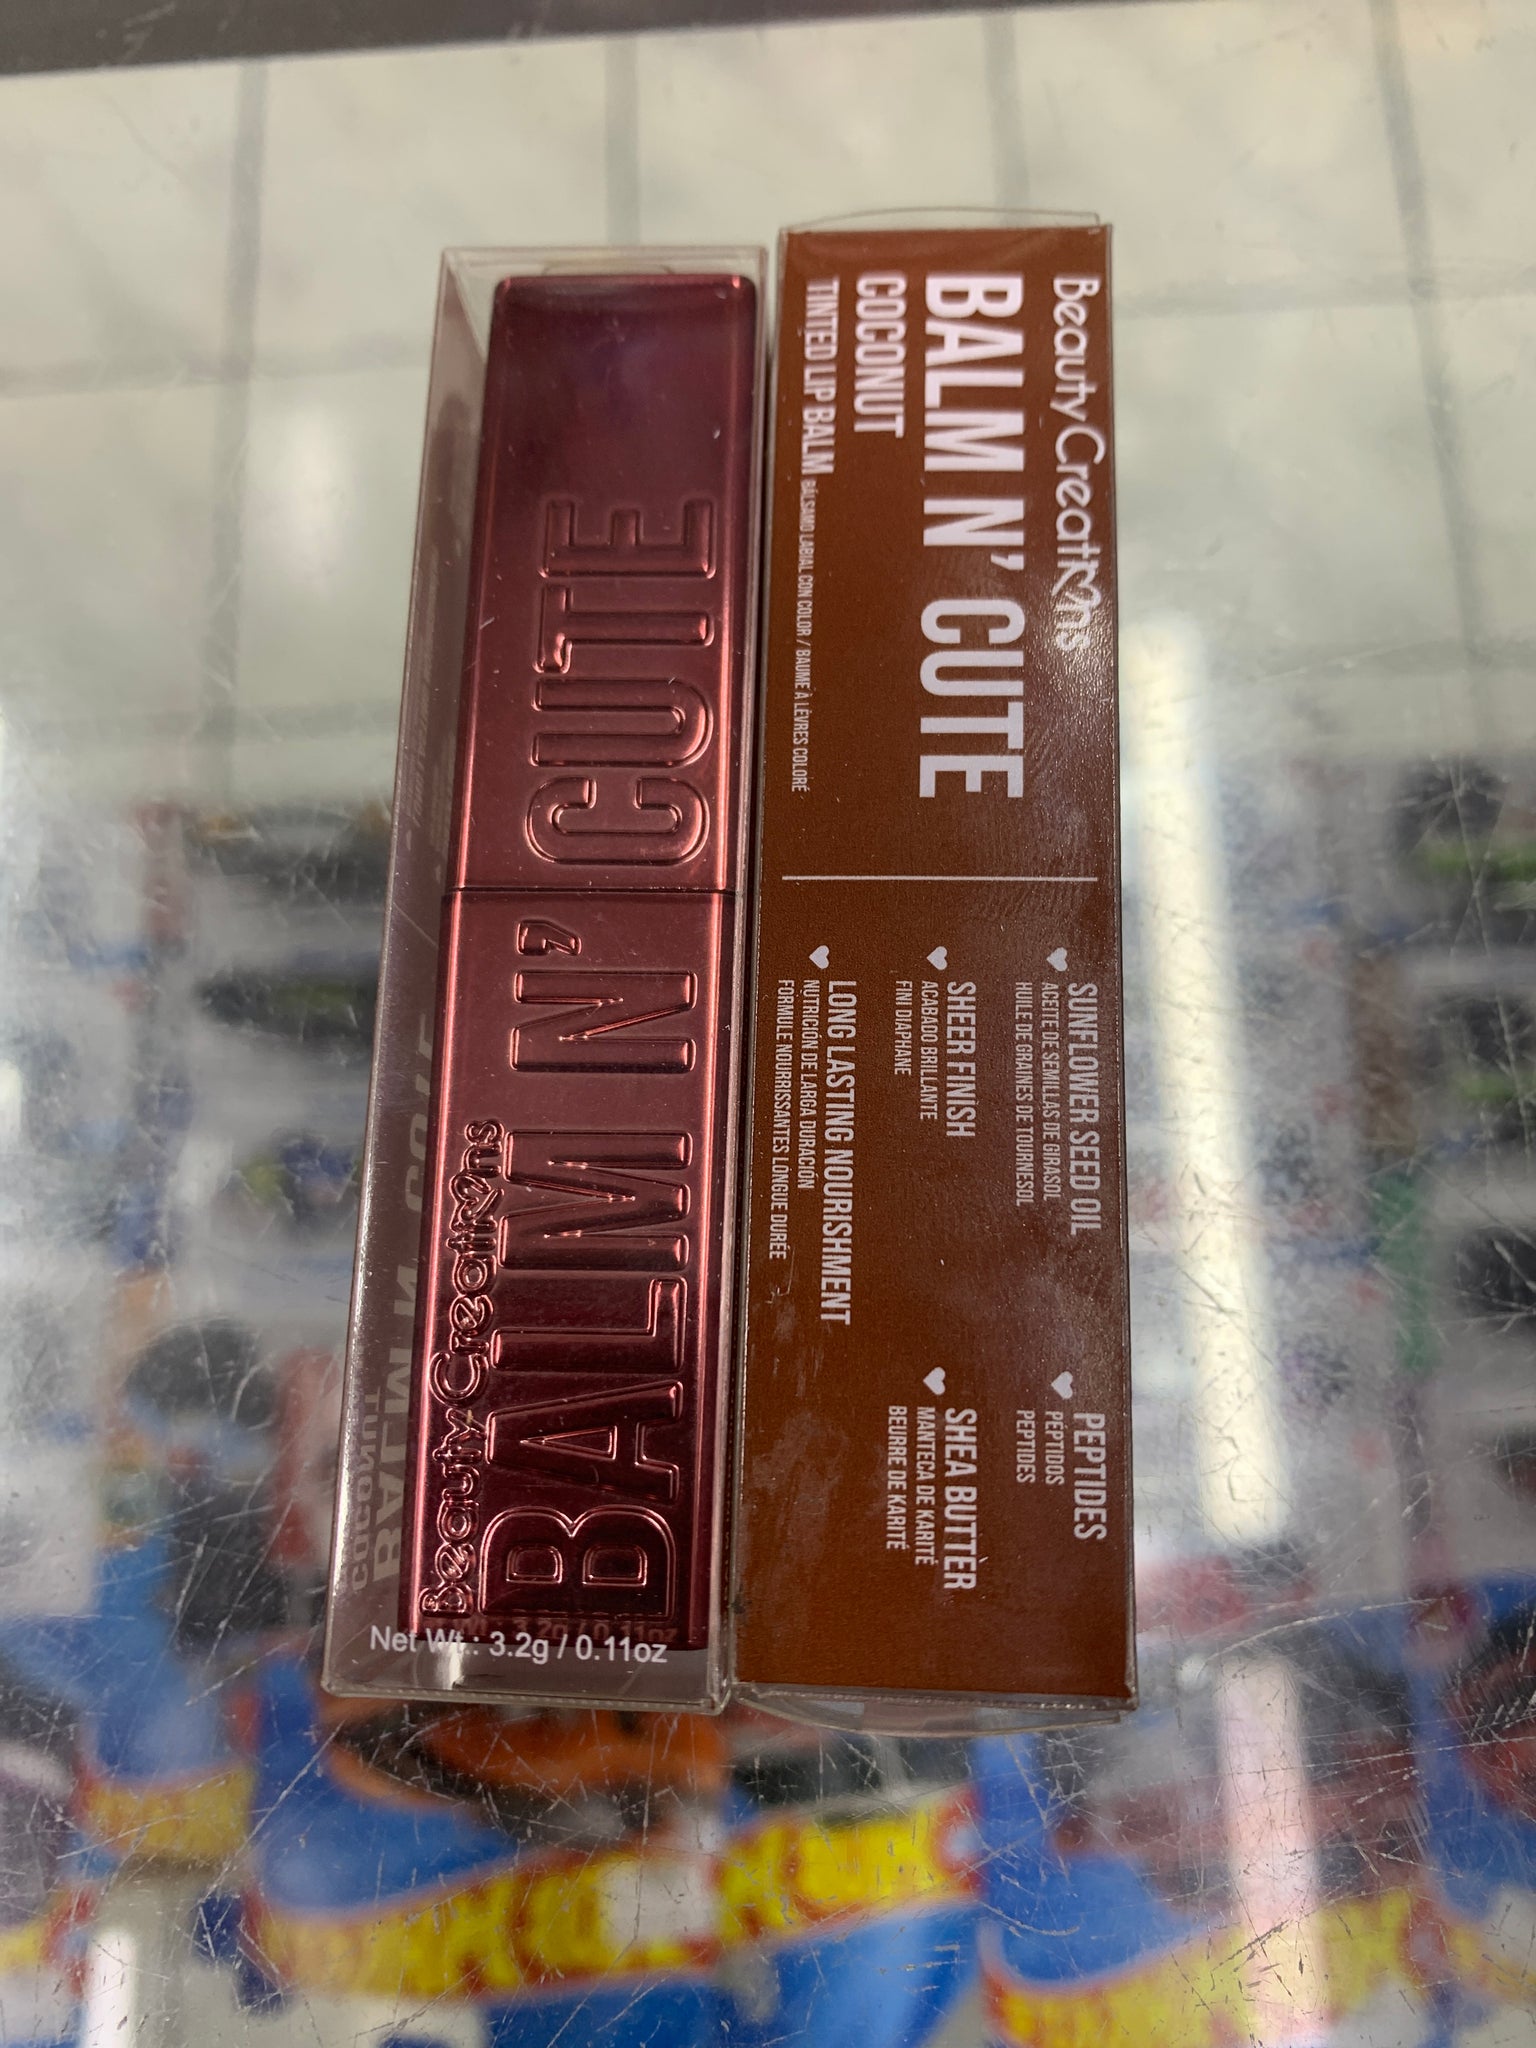 Beauty Creations
BALM N' CUTE
Net Wt.: 3.2g / 0.11oz
COCONUT
Beauty Creations
BALM N' CUTE
COCONUT
TINTED LIP BALM BÁLSAMO LABIAL CON COLOR / BAUME À LÈVRES COLORÉ
SUNFLOWER SEED OIL
ACEITE DE SEMILLAS DE GIRASOL
HUILE DE GRAINES DE TOURNESOL
PEPTIDES
PÉPTIDOS
PEPTIDES
SHEER FINISH
ACABADO BRILLANTE
FINI DIAPHANE
SHEA BUTTER
MANTECA DE KARITÉ
BEURRE DE KARITÉ
LONG LASTING NOURISHMENT
NUTRICIÓN DE LARGA DURACIÓN
FORMULE NOURRISSANTES LONGUE DURÉE